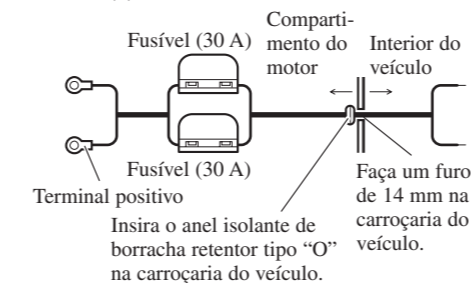 Comparti-
mento do
motor
Interior do
veículo
Fusível (30 A)
Fusível (30 A)
Terminal positivo
Insira o anel isolante de
borracha retentor tipo “O”
na carroçaria do veículo.
Faça um furo
de 14 mm na
carroçaria do
veículo.